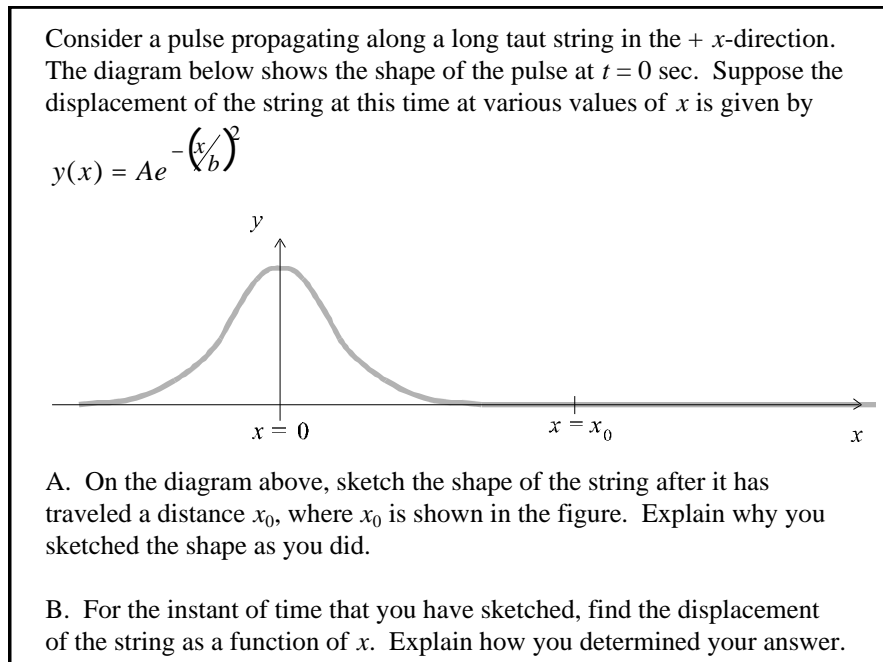 Consider a pulse propagating along a long taut string in the + x-direction.
The diagram below shows the shape of the pulse at t = 0 sec.  Suppose the
displacement of the string at this time at various values of x is given by
y(x) = Ae^{-(x/b)^2}
y
x = 0
x = x₀
x
A.  On the diagram above, sketch the shape of the string after it has
traveled a distance x₀, where x₀ is shown in the figure.  Explain why you
sketched the shape as you did.
B.  For the instant of time that you have sketched, find the displacement
of the string as a function of x.  Explain how you determined your answer.